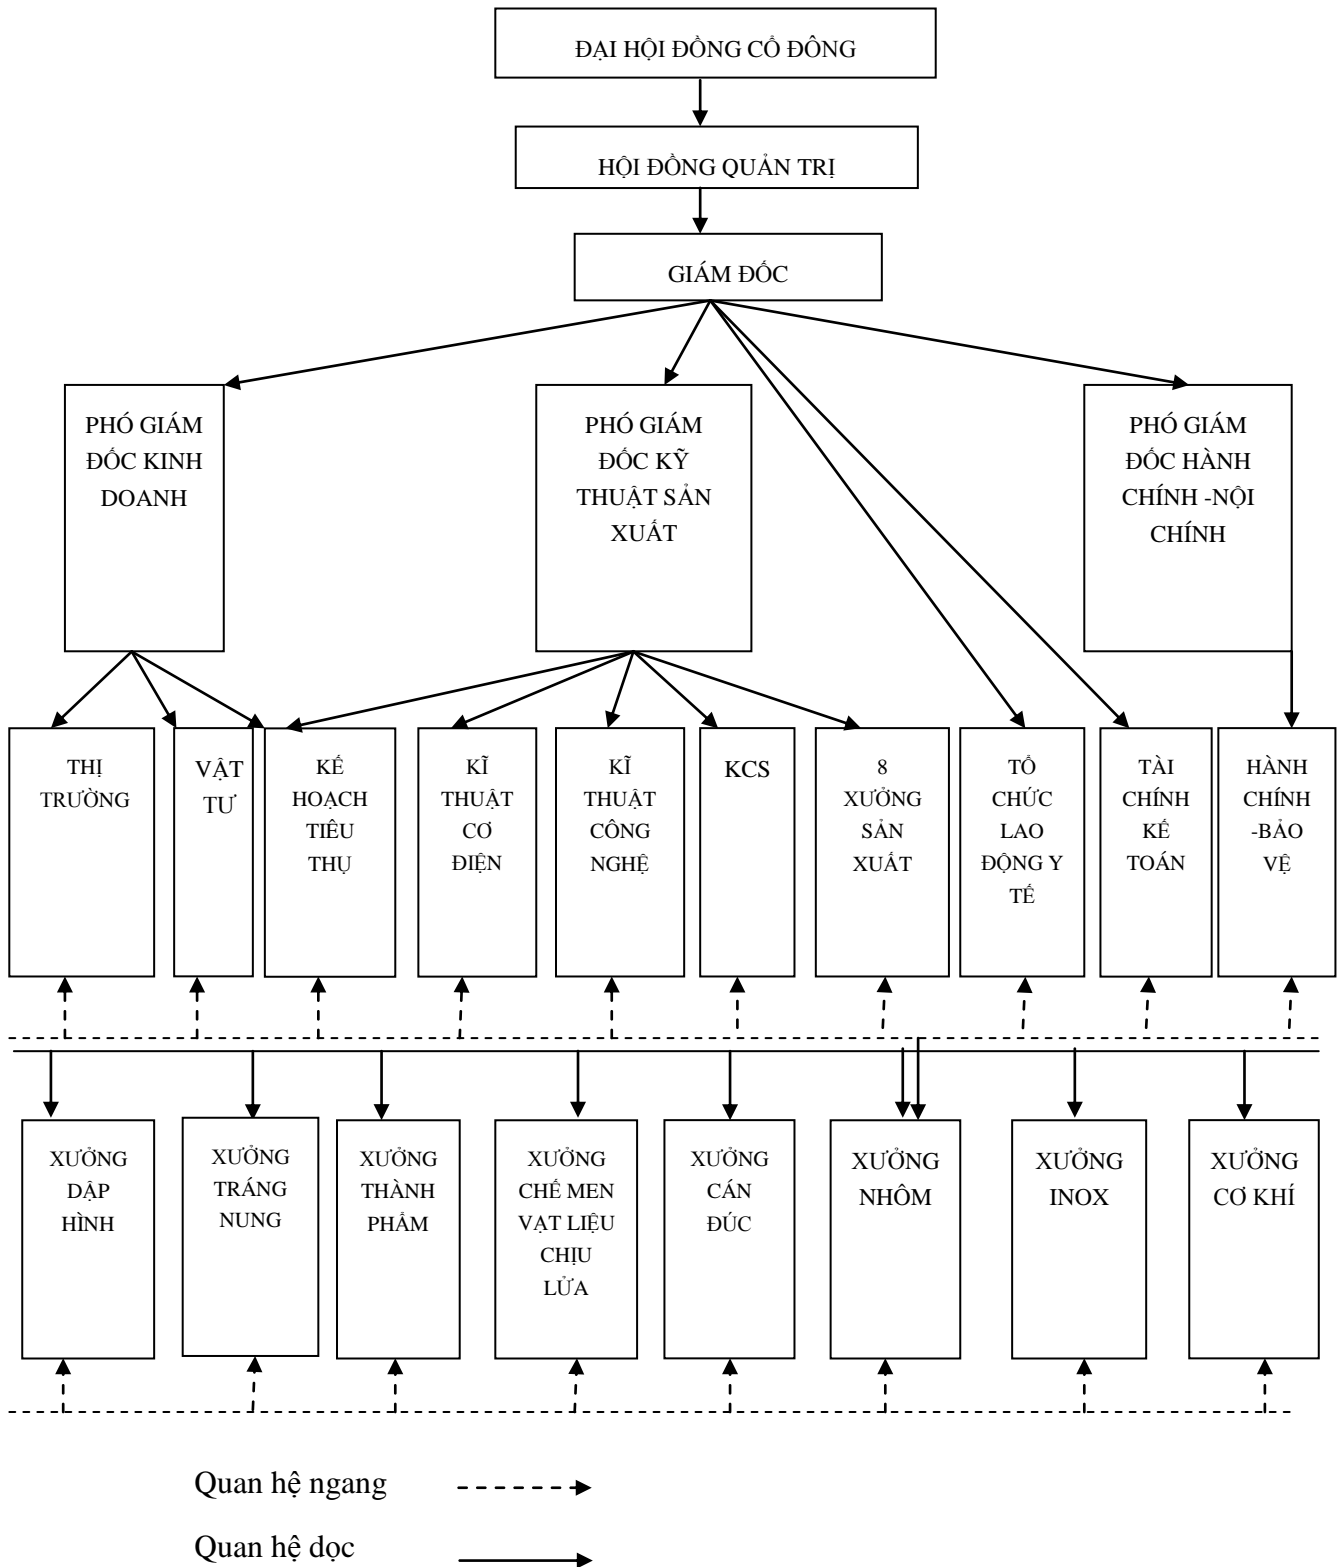 ĐẠI HỘI ĐỒNG CỔ ĐÔNG
HỘI ĐỒNG QUẢN TRỊ
GIÁM ĐỐC
PHÓ GIÁM
ĐỐC KINH
DOANH
PHÓ GIÁM
ĐỐC KỸ
THUẬT SẢN
XUẤT
PHÓ GIÁM
ĐỐC HÀNH
CHÍNH -NỘI
CHÍNH
THỊ
TRƯỜNG
VẬT
TƯ
KẾ
HOẠCH
TIÊU
THỤ
KĨ
THUẬT
CƠ
ĐIỆN
KĨ
THUẬT
CÔNG
NGHỆ
KCS
8
XƯỞNG
SẢN
XUẤT
TỔ
CHỨC
LAO
ĐỘNG Y
TẾ
TÀI
CHÍNH
KẾ
TOÁN
HÀNH
CHÍNH
-BẢO
VỆ
XƯỞNG
DẬP
HÌNH
XƯỞNG
TRÁNG
NUNG
XƯỞNG
THÀNH
PHẨM
XƯỞNG
CHẾ MEN
VẠT LIỆU
CHỊU
LỬA
XƯỞNG
CÁN
ĐÚC
XƯỞNG
NHÔM
XƯỞNG
INOX
XƯỞNG
CƠ KHÍ
Quan hệ ngang
Quan hệ dọc